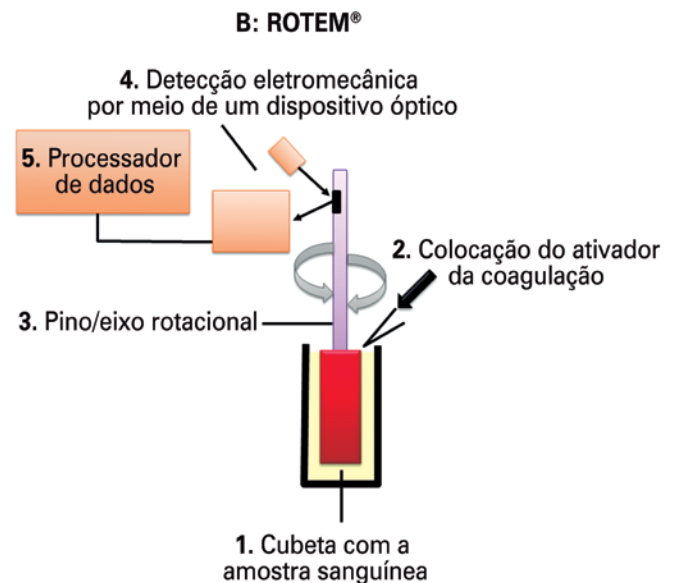 B: ROTEM®
4. Detecção eletromecânica
por meio de um dispositivo óptico
5. Processador
de dados
2. Colocação do ativador
da coagulação
3. Pino/eixo rotacional
1. Cubeta com a
amostra sanguínea